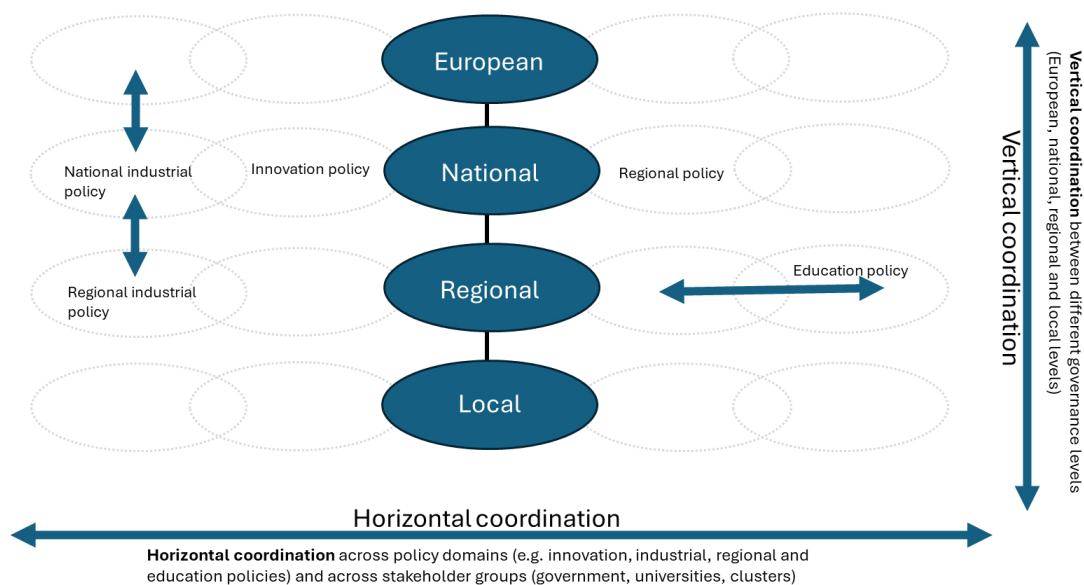 European
National industrial
policy
Innovation policy
National
Regional policy
Regional industrial
policy
Regional
Education policy
Local
Vertical coordination
Vertical coordination between different governance levels
(European, national, regional and local levels)
Horizontal coordination
Horizontal coordination across policy domains (e.g. innovation, industrial, regional and
education policies) and across stakeholder groups (government, universities, clusters)